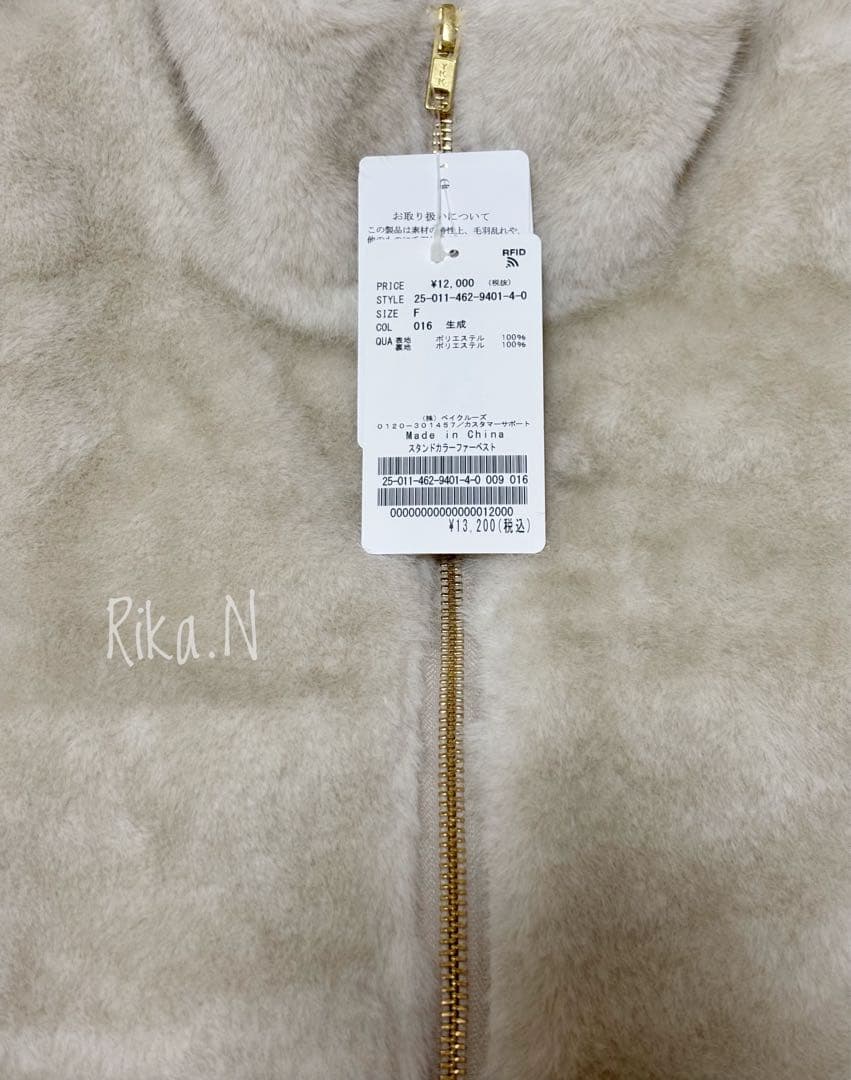 YKK
お取り扱いについて
この製品は素材の特性上、毛羽乱れや、
RFID
PRICE ¥12,000 (税抜)
STYLE 25-011-462-9401-4-0
SIZE F
COL 016 生成
QUA 表地 ポリエステル 100%
裏地 ポリエステル 100%
(株) ベイクルーズ
0120-301457/カスタマーサポート
Made in China
スタンドカラーファーベスト
25-011-462-9401-4-0 009 016
0000000000000012000
¥13,200(税込)
Rika.N